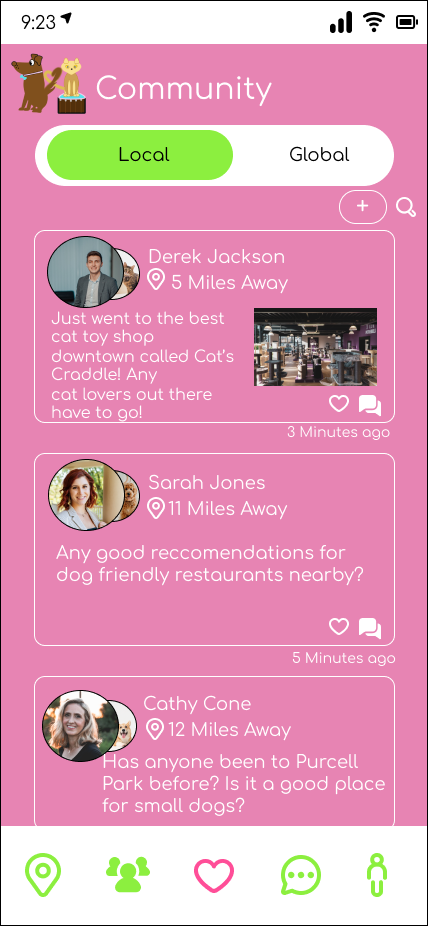 9:23
Community
Local
Global
+
Derek Jackson
5 Miles Away
Just went to the best
cat toy shop
downtown called Cat's
Craddle! Any
cat lovers out there
have to go!
3 Minutes ago
Sarah Jones
11 Miles Away
Any good reccomendations for
dog friendly restaurants nearby?
5 Minutes ago
Cathy Cone
12 Miles Away
Has anyone been to Purcell
Park before? Is it a good place
for small dogs?